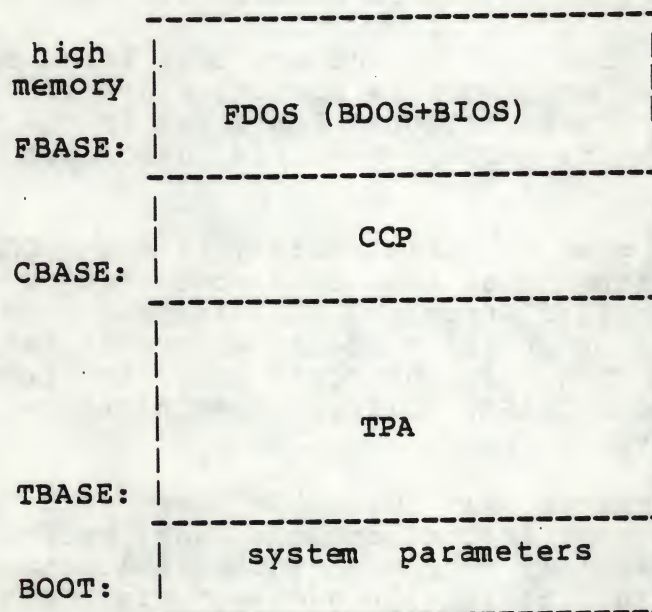 high
memory
FDOS (BDOS+BIOS)
FBASE:
CCP
CBASE:
TPA
TBASE:
system parameters
BOOT: